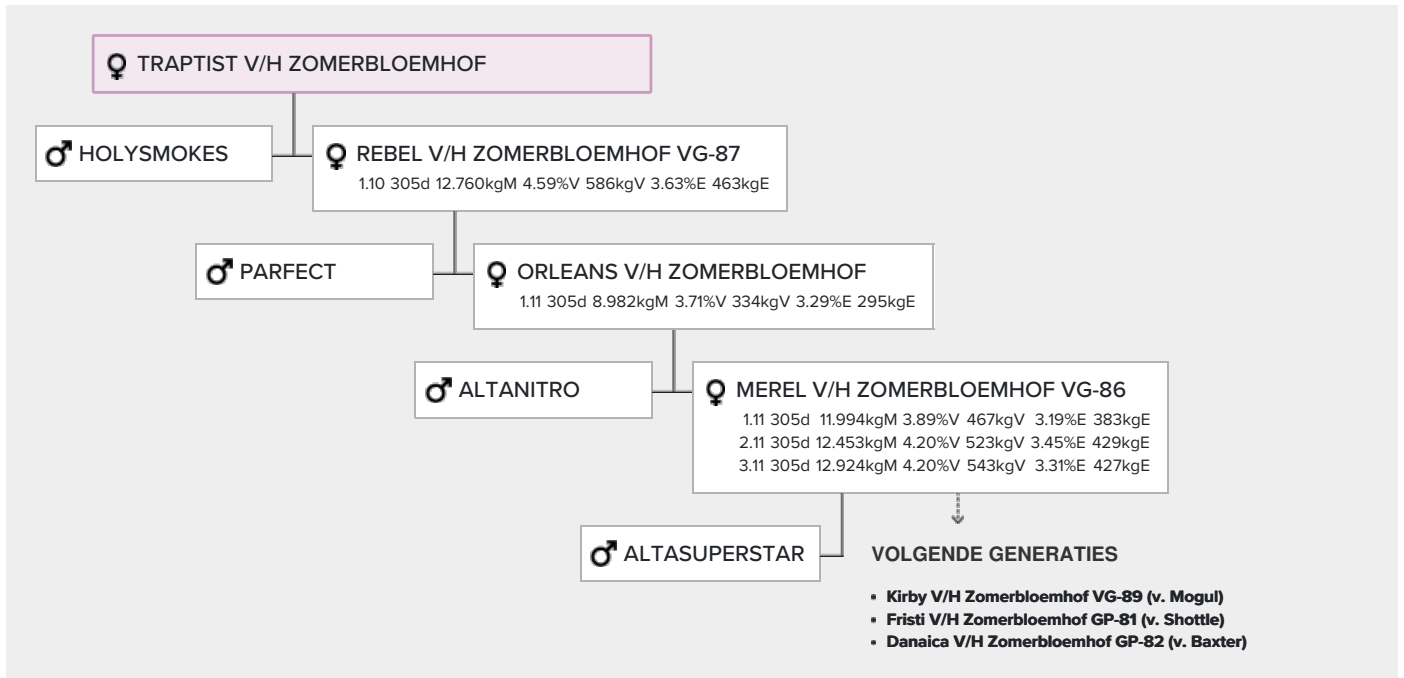 TRAPTIST V/H ZOMERBLOEMHOF
HOLYSMOKES
REBEL V/H ZOMERBLOEMHOF VG-87
1.10 305d 12.760kgM 4.59%V 586kgV 3.63%E 463kgE
PARFECT
ORLEANS V/H ZOMERBLOEMHOF
1.11 305d 8.982kgM 3.71%V 334kgV 3.29%E 295kgE
ALTANITRO
MEREL V/H ZOMERBLOEMHOF VG-86
1.11 305d 11.994kgM 3.89%V 467kgV 3.19%E 383kgE
2.11 305d 12.453kgM 4.20%V 523kgV 3.45%E 429kgE
3.11 305d 12.924kgM 4.20%V 543kgV 3.31%E 427kgE
ALTASUPERSTAR
VOLGENDE GENERATIES
• Kirby V/H Zomerbloemhof VG-89 (v. Mogul)
• Fristi V/H Zomerbloemhof GP-81 (v. Shottle)
• Danaica V/H Zomerbloemhof GP-82 (v. Baxter)